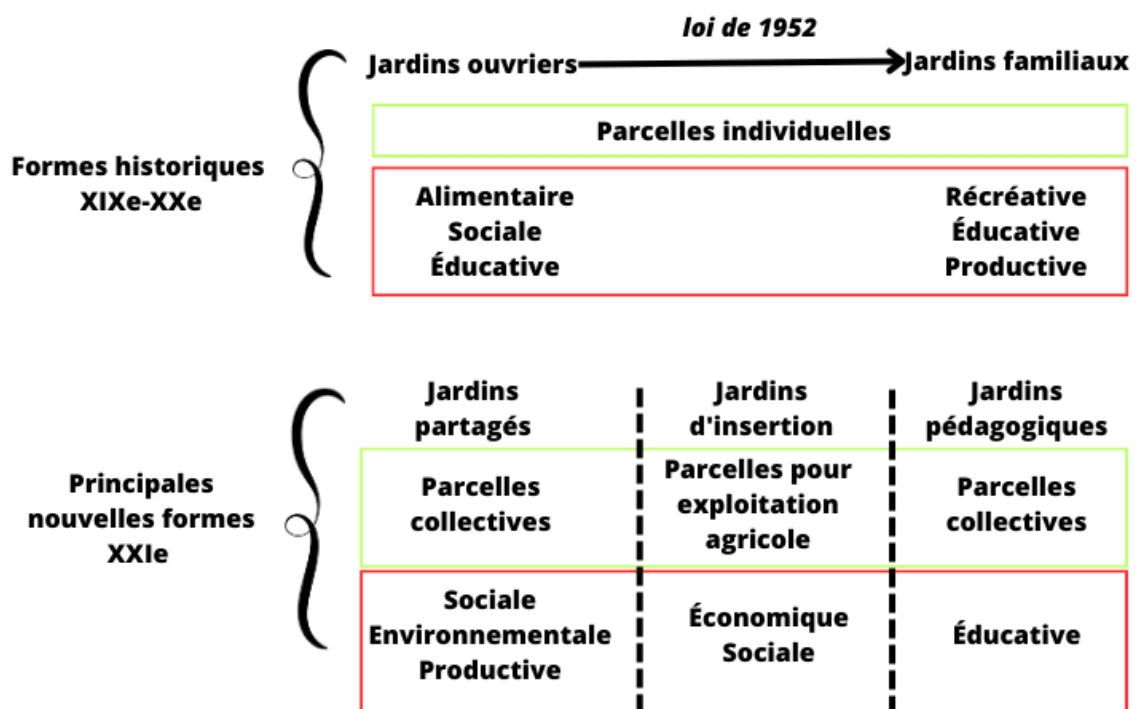 loi de 1952
Jardins ouvriers
Jardins familiaux
Parcelles individuelles
Formes historiques
XIXe-XXe
Alimentaire
Sociale
Éducative
Récréative
Éducative
Productive
Principales
nouvelles formes
XXIe
Jardins
partagés
Jardins
d'insertion
Jardins
pédagogiques
Parcelles
collectives
Parcelles pour
exploitation
agricole
Parcelles
collectives
Sociale
Environnementale
Productive
Économique
Sociale
Éducative